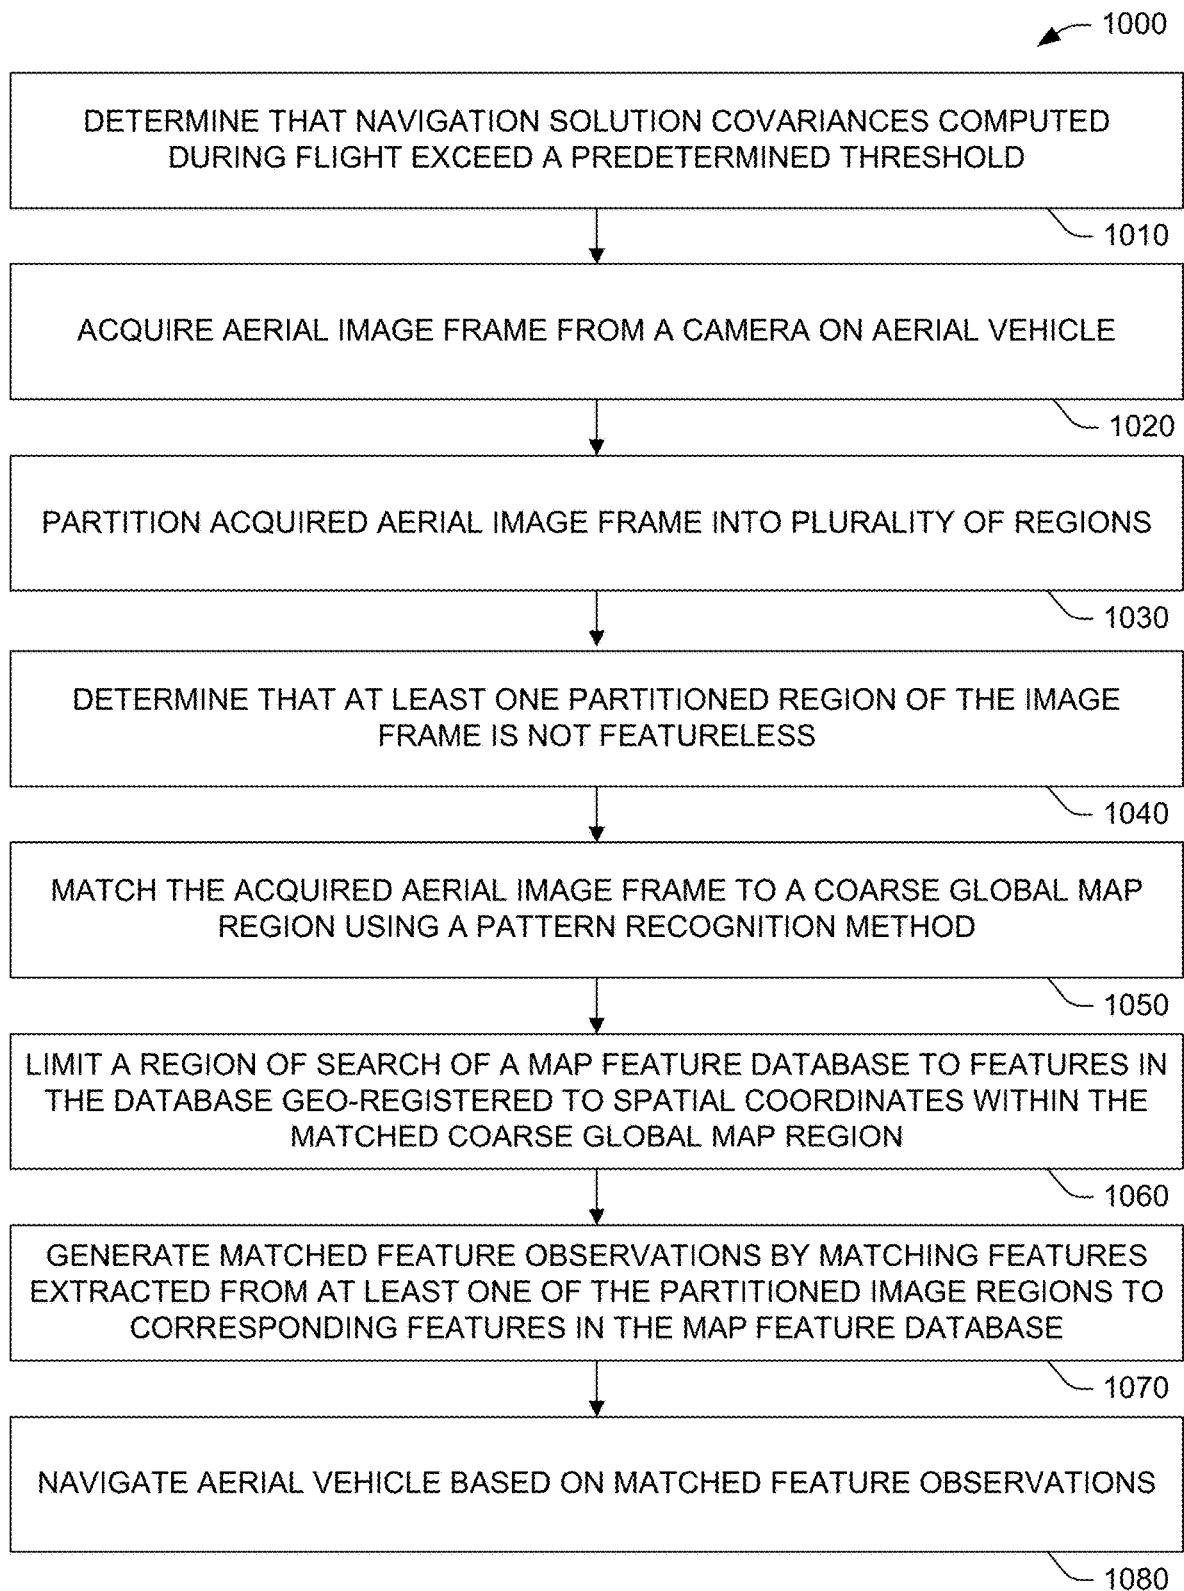 1000
DETERMINE THAT NAVIGATION SOLUTION COVARIANCES COMPUTED
DURING FLIGHT EXCEED A PREDETERMINED THRESHOLD
1010
ACQUIRE AERIAL IMAGE FRAME FROM A CAMERA ON AERIAL VEHICLE
1020
PARTITION ACQUIRED AERIAL IMAGE FRAME INTO PLURALITY OF REGIONS
1030
DETERMINE THAT AT LEAST ONE PARTITIONED REGION OF THE IMAGE
FRAME IS NOT FEATURELESS
1040
MATCH THE ACQUIRED AERIAL IMAGE FRAME TO A COARSE GLOBAL MAP
REGION USING A PATTERN RECOGNITION METHOD
1050
LIMIT A REGION OF SEARCH OF A MAP FEATURE DATABASE TO FEATURES IN
THE DATABASE GEO-REGISTERED TO SPATIAL COORDINATES WITHIN THE
MATCHED COARSE GLOBAL MAP REGION
1060
GENERATE MATCHED FEATURE OBSERVATIONS BY MATCHING FEATURES
EXTRACTED FROM AT LEAST ONE OF THE PARTITIONED IMAGE REGIONS TO
CORRESPONDING FEATURES IN THE MAP FEATURE DATABASE
1070
NAVIGATE AERIAL VEHICLE BASED ON MATCHED FEATURE OBSERVATIONS
1080